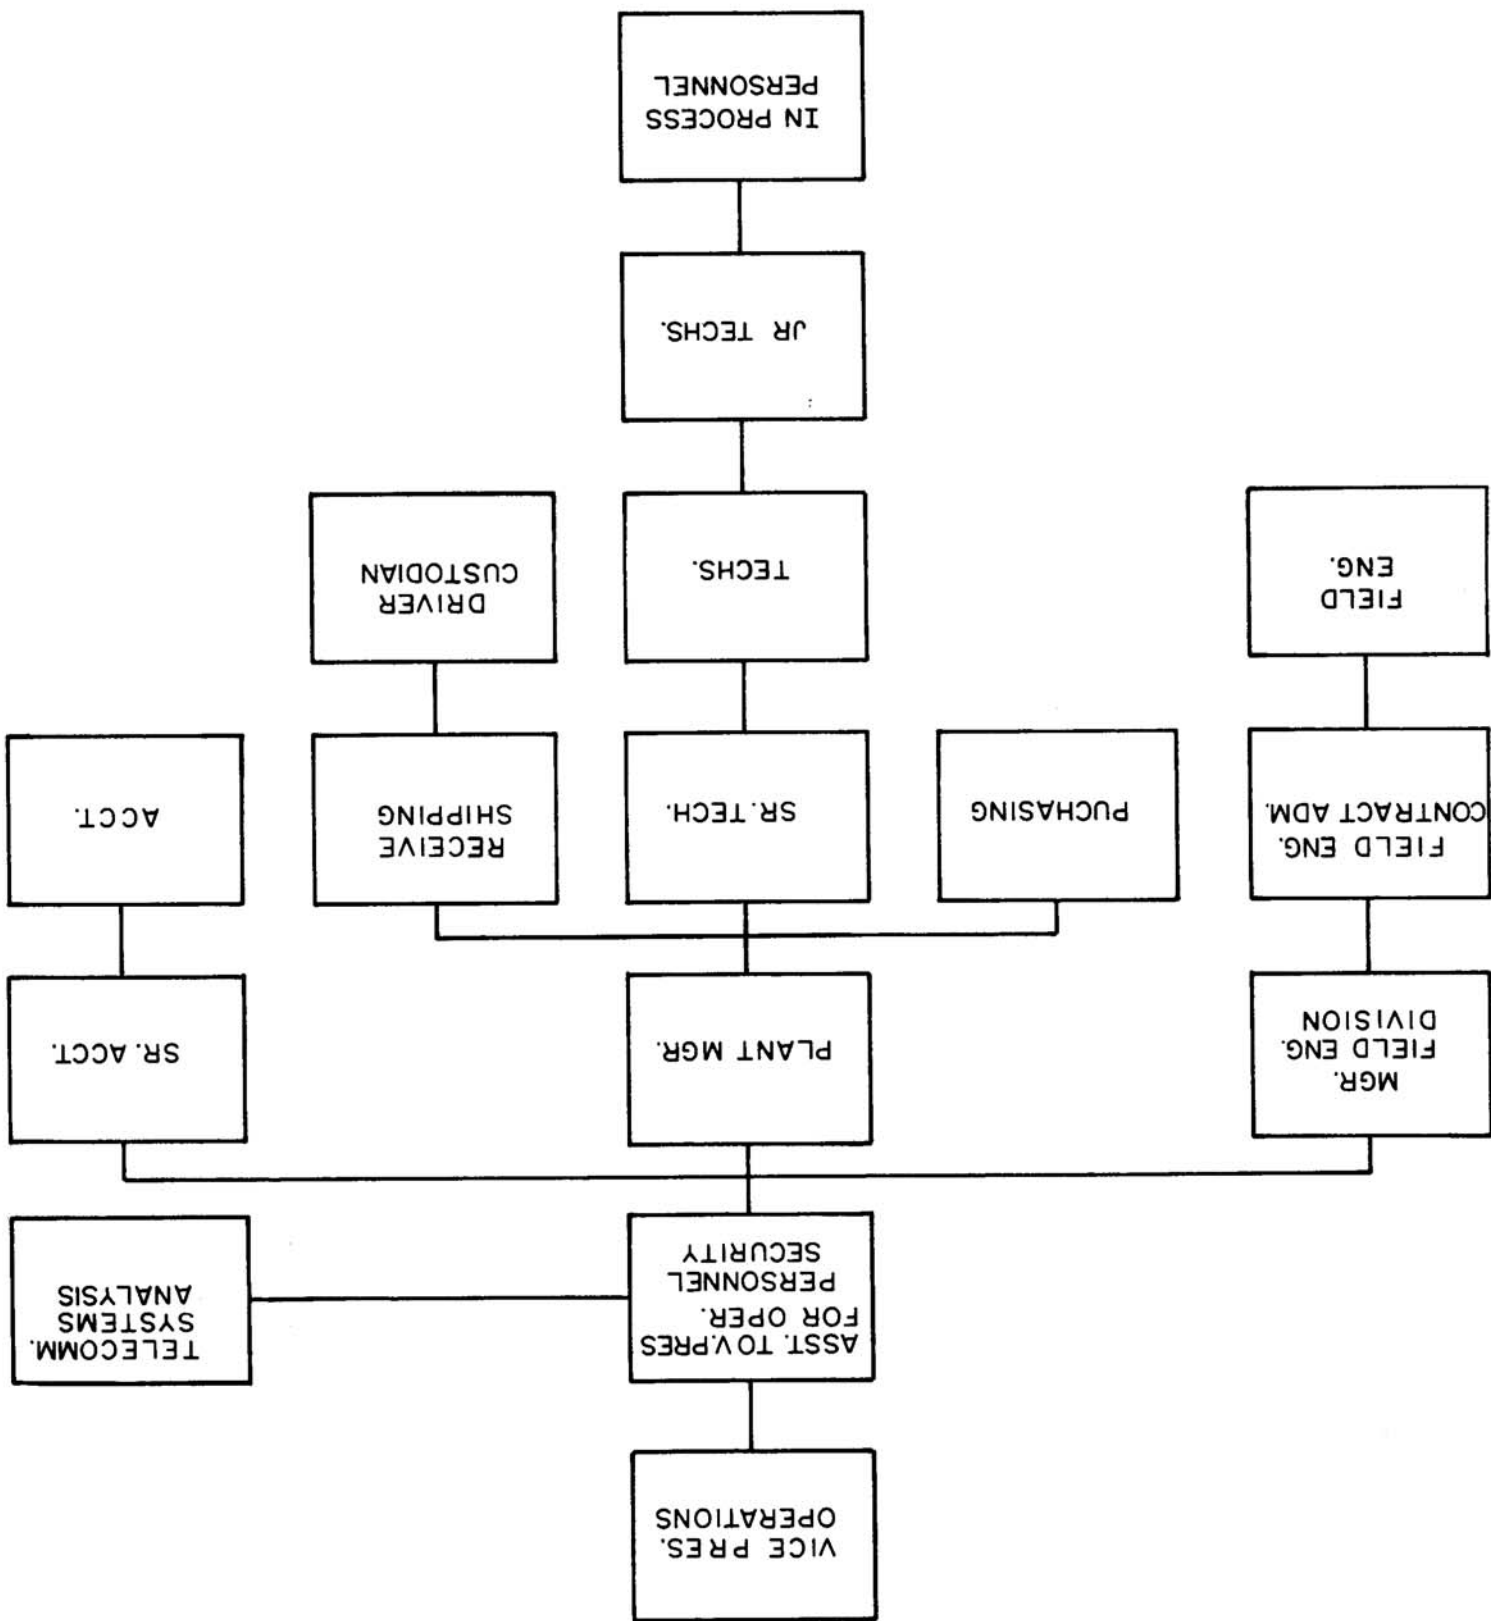 VICE PRES.
OPERATIONS
ASST. TO V.PRES
FOR OPER.
PERSONNEL
SECURITY
TELECOMM.
SYSTEMS
ANALYSIS
MGR.
FIELD ENG.
DIVISION
PLANT MGR.
SR. ACCT.
FIELD ENG.
CONTRACT ADM.
PUCHASING
SR. TECH.
RECEIVE
SHIPPING
ACCT.
FIELD
ENG.
TECHS.
DRIVER
CUSTODIAN
JR TECHS.
IN PROCESS
PERSONNEL